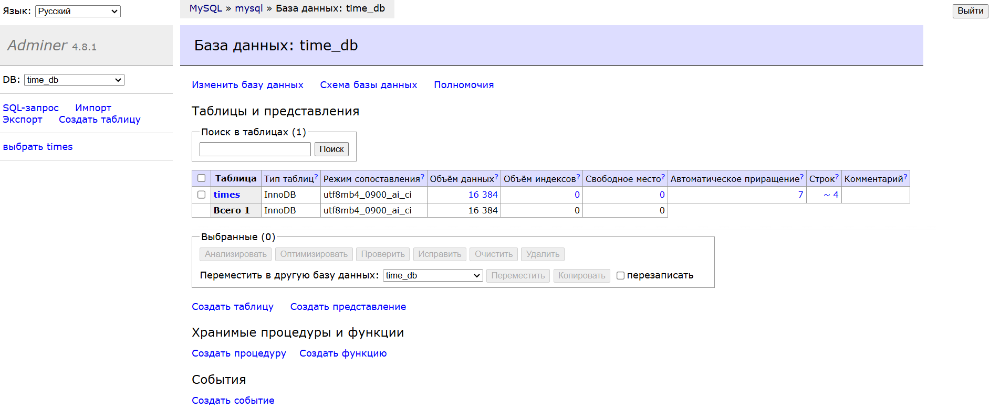 Язык: Русский
MySQL » mysql » База данных: time_db
Выйти
Adminer 4.8.1
База данных: time_db
DB: time_db
SQL-запрос Импорт
Экспорт Создать таблицу
выбрать times
Изменить базу данных Схема базы данных Полномочия
Таблицы и представления
Поиск в таблицах (1)
Поиск
Таблица Тип таблиц? Режим сопоставления? Объём данных? Объём индексов? Свободное место? Автоматическое приращение? Строк? Комментарий?
times InnoDB utf8mb4_0900_ai_ci 16 384 0 0 7 ~ 4
Всего 1 InnoDB utf8mb4_0900_ai_ci 16 384 0 0
Выбранные (0)
Анализировать Оптимизировать Проверить Исправить Очистить Удалить
Переместить в другую базу данных: time_db Переместить Копировать перезаписать
Создать таблицу Создать представление
Хранимые процедуры и функции
Создать процедуру Создать функцию
События
Создать событие